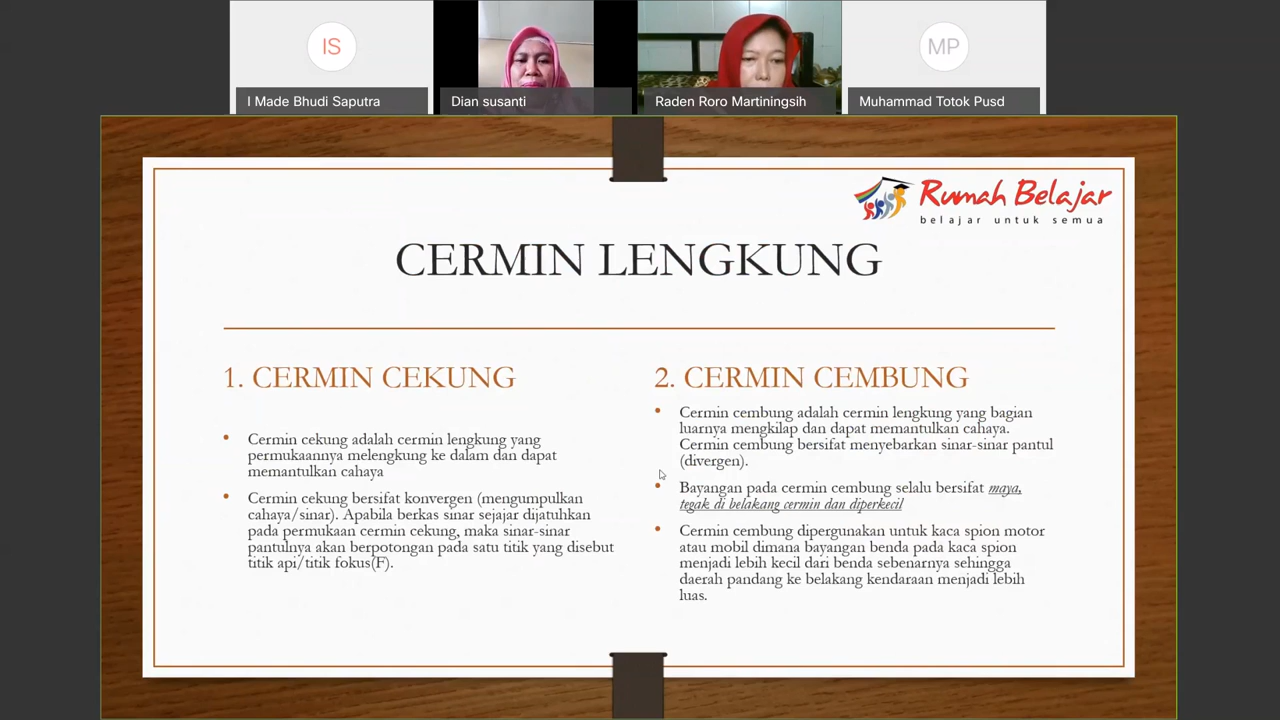 IS
I Made Bhudi Saputra
Dian susanti
Raden Roro Martiningsih
MP
Muhammad Totok Pusd
Rumah Belajar
belajar untuk semua
CERMIN LENGKUNG
1. CERMIN CEKUNG
• Cermin cekung adalah cermin lengkung yang
permukaannya melengkung ke dalam dan dapat
memantulkan cahaya
• Cermin cekung bersifat konvergen (mengumpulkan
cahaya/sinar). Apabila berkas sinar sejajar dijatuhkan
pada permukaan cermin cekung, maka sinar-sinar
pantulnya akan berpotongan pada satu titik yang disebut
titik api/titik fokus(F).
2. CERMIN CEMBUNG
• Cermin cembung adalah cermin lengkung yang bagian
luarnya mengkilap dan dapat memantulkan cahaya.
Cermin cembung bersifat menyebarkan sinar-sinar pantul
(divergen).
• Bayangan pada cermin cembung selalu bersifat maya,
tegak di belakang cermin dan diperkecil
• Cermin cembung dipergunakan untuk kaca spion motor
atau mobil dimana bayangan benda pada kaca spion
menjadi lebih kecil dari benda sebenarnya sehingga
daerah pandang ke belakang kendaraan menjadi lebih
luas.